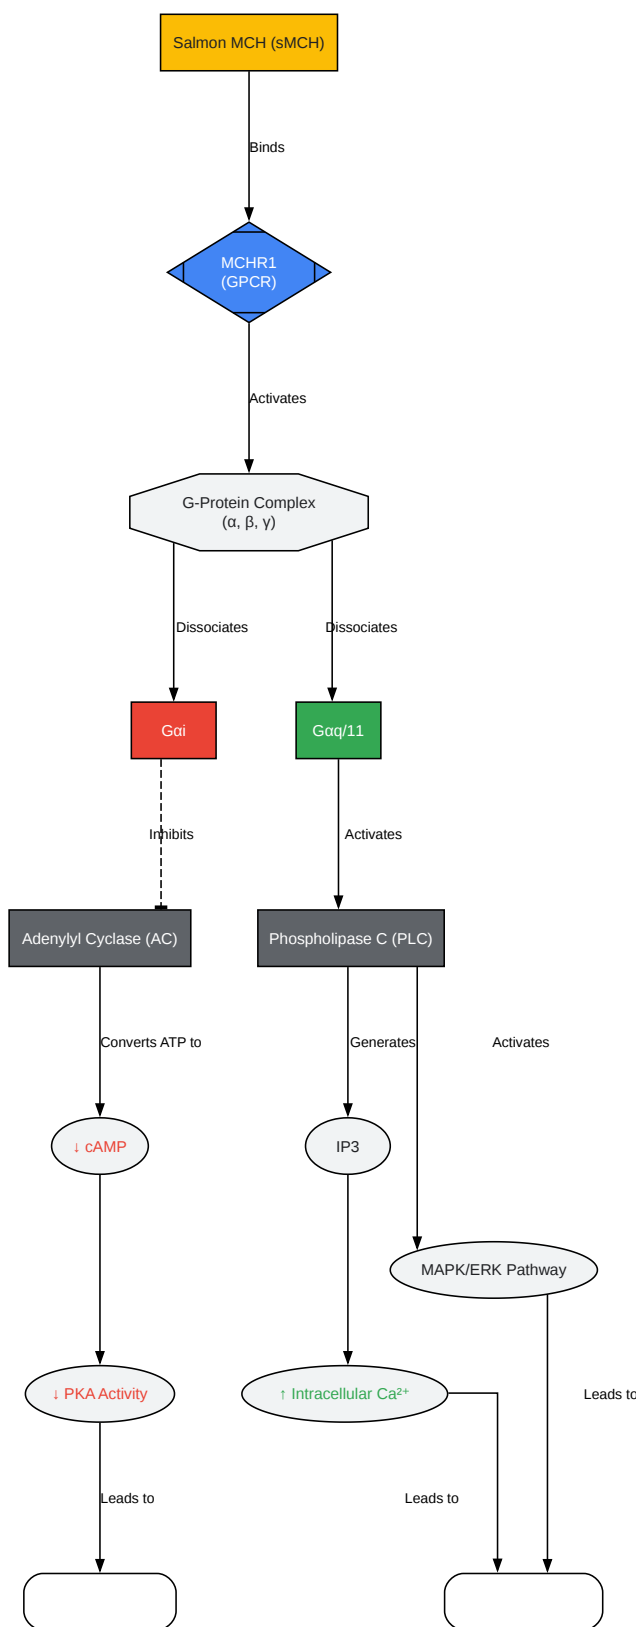 Salmon MCH (sMCH)
Binds
MCHR1
(GPCR)
Activates
G-Protein Complex
(α, β, γ)
Dissociates
Dissociates
Gαi
Gαq/11
Inhibits
Activates
Adenylyl Cyclase (AC)
Phospholipase C (PLC)
Converts ATP to
Generates
Activates
↓ cAMP
IP3
MAPK/ERK Pathway
↓ PKA Activity
↑ Intracellular Ca²⁺
Leads to
Leads to
Leads to